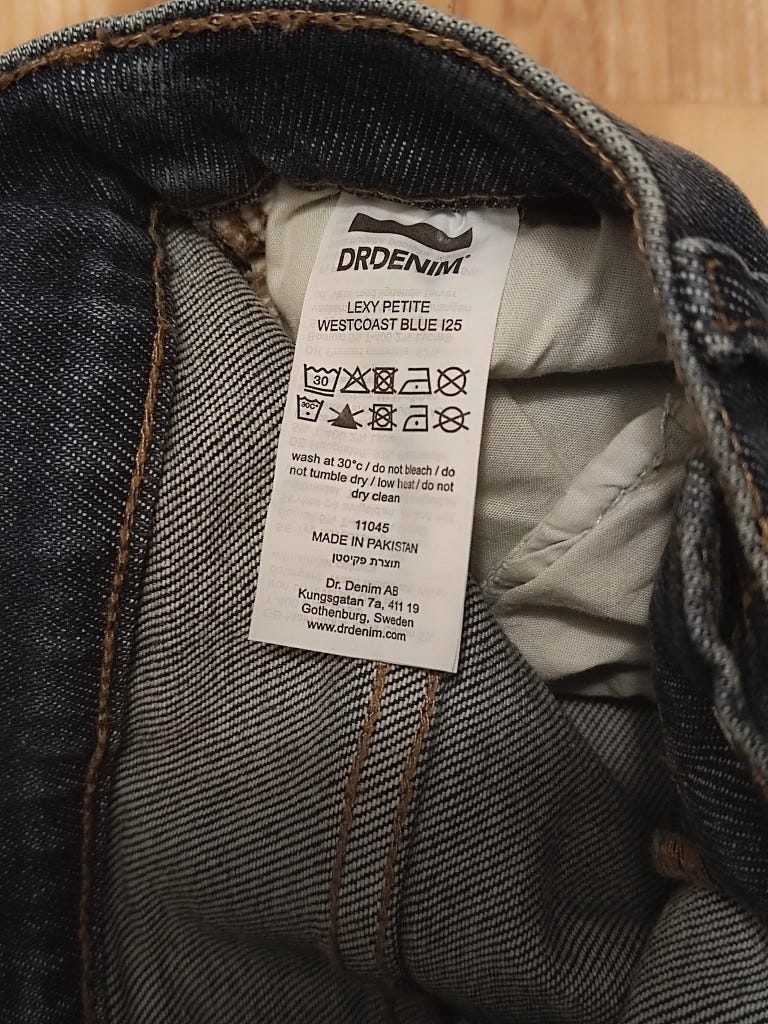 DRDENIM
LEXY PETITE
WESTCOAST BLUE I25
30
30C°
wash at 30°c / do not bleach / do
not tumble dry / low heat / do not
dry clean
11045
MADE IN PAKISTAN
תוצרת פקיסטן
Dr. Denim AB
Kungsgatan 7a, 411 19
Gothenburg, Sweden
www.drdenim.com